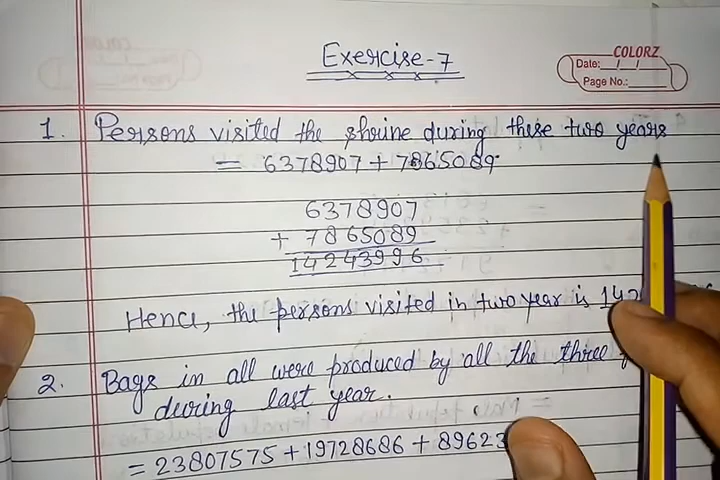 Exercise-7
COLORZ
Date: / /
Page No.:
1. Persons visited the shrine during these two years
= 6378907 + 7865089
6378907
+ 7865089
14243996
Hence, the persons visited in two year is
2. Bags in all were produced by all the three
during last year.
= 23807575 + 19728686 +